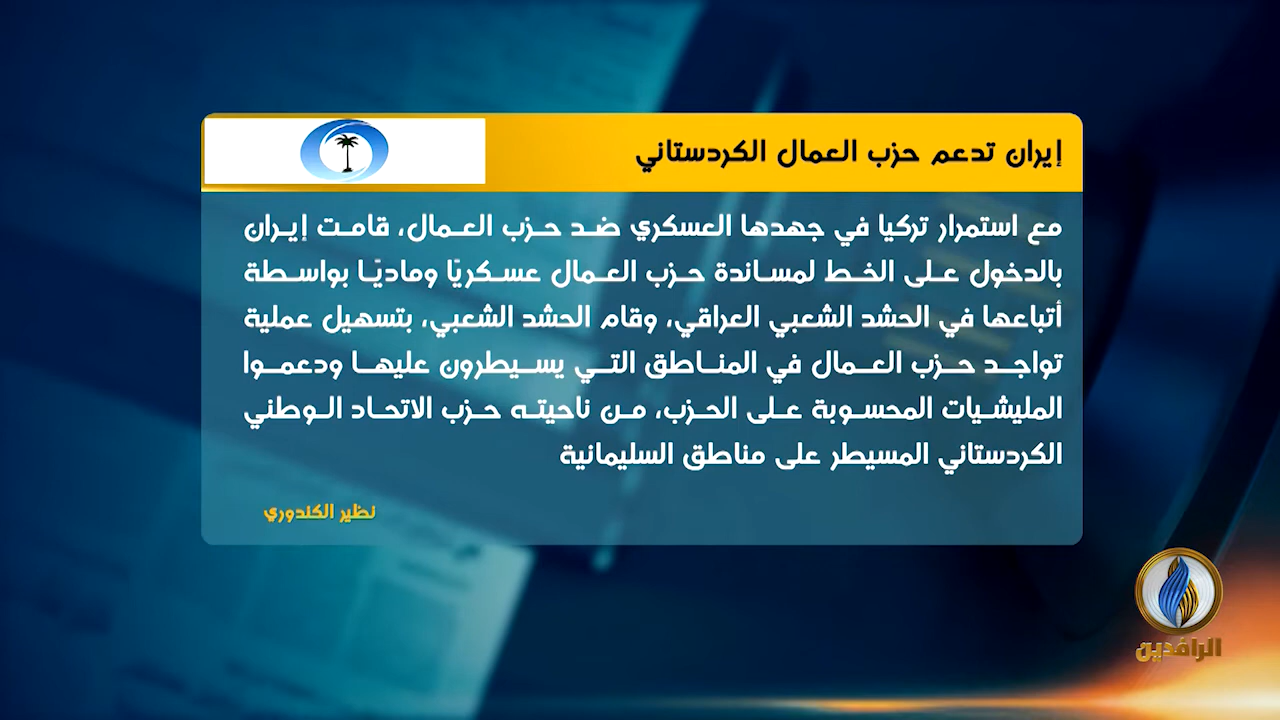 إيران تدعم حزب العمال الكردستاني
مع استمرار تركيا في جهدها العسكري ضد حزب العمال، قامت إيران
بالدخول على الخط لمساندة حزب العمال عسكريًا وماديًا بواسطة
أتباعها في الحشد الشعبي العراقي، وقام الحشد الشعبي، بتسهيل عملية
تواجد حزب العمال في المناطق التي يسيطرون عليها ودعموا
المليشيات المحسوبة على الحزب، من ناحيته حزب الاتحاد الوطني
الكردستاني المسيطر على مناطق السليمانية
نظير الكندوري
الرافدين